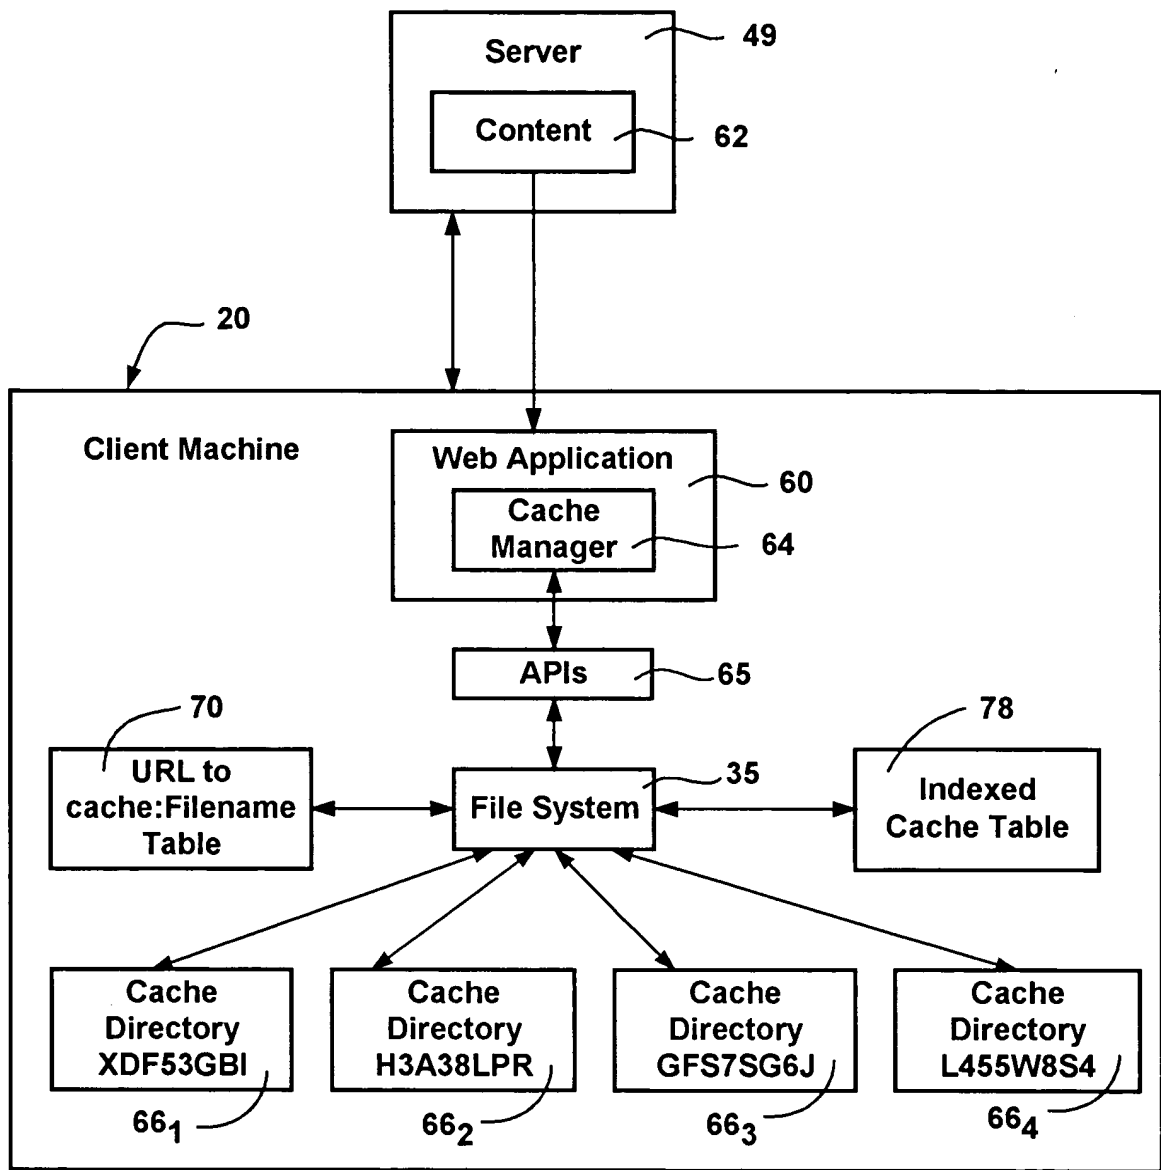 Server
49
Content
62
20
Client Machine
Web Application
60
Cache
Manager
64
APIs
65
70
78
URL to
cache:Filename
Table
File System
35
Indexed
Cache Table
Cache
Directory
XDF53GBI
66₁
Cache
Directory
H3A38LPR
66₂
Cache
Directory
GFS7SG6J
66₃
Cache
Directory
L455W8S4
66₄